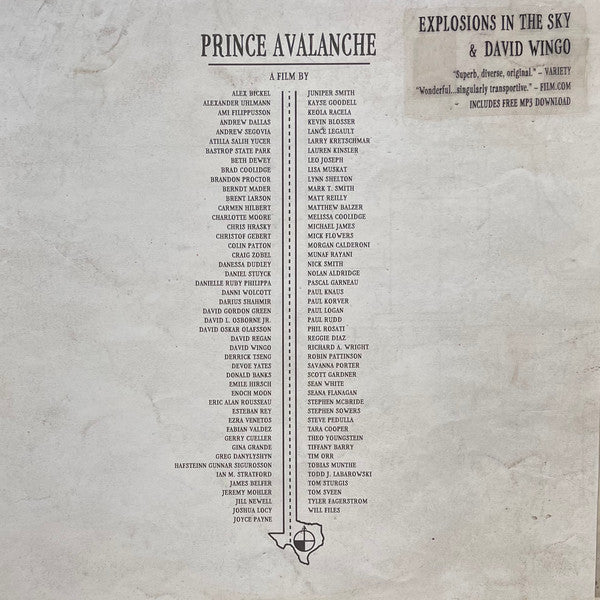 PRINCE AVALANCHE
A FILM BY
ALEX BICKEL
ALEXANDER UHLMANN
AMI FILIPPUSSON
ANDREW DALLAS
ANDREW SEGOVIA
ATILLA SALIH YUCER
BASTROP STATE PARK
BETH DEWEY
BRAD COOLIDGE
BRANDON PROCTOR
BERNDT MADER
BRENT LARSON
CARMEN HILBERT
CHARLOTTE MOORE
CHRIS HRASKY
CHRISTOF GEBERT
COLIN PATTON
CRAIG ZOBEL
DANESSA DUDLEY
DANIEL STUYCK
DANIELLE RUBY PHILIPPA
DANNI WOLCOTT
DARIUS SHAHMIR
DAVID GORDON GREEN
DAVID L. OSBORNE JR.
DAVID OSKAR OLAFSSON
DAVID REGAN
DAVID WINGO
DERRICK TSENG
DEVOE YATES
DONALD BANKS
EMILE HIRSCH
ENOCH MOON
ERIC ALAN ROUSSEAU
ESTEBAN REY
EZRA VENETOS
FABIAN VALDEZ
GERRY CUELLER
GINA GRANDE
GREG DANYLYSHYN
HAFSTEINN GUNNAR SIGUROSSON
IAN M. STRATFORD
JAMES BELFER
JEREMY MOHLER
JILL NEWELL
JOSHUA LOCY
JOYCE PAYNE
JUNIPER SMITH
KAYSE GOODELL
KEOLA RACELA
KEVIN BLOSSER
LANCE LEGAULT
LARRY KRETSCHMAR
LAUREN KINSLER
LEO JOSEPH
LISA MUSKAT
LYNN SHELTON
MARK T. SMITH
MATT REILLY
MATTHEW BALZER
MELISSA COOLIDGE
MICHAEL JAMES
MICK FLOWERS
MORGAN CALDERONI
MUNAF RAYANI
NICK SMITH
NOLAN ALDRIDGE
PASCAL GARNEAU
PAUL KNAUS
PAUL KORVER
PAUL LOGAN
PAUL RUDD
PHIL ROSATI
REGGIE DIAZ
RICHARD A. WRIGHT
ROBIN PATTINSON
SAVANNA PORTER
SCOTT GARDNER
SEAN WHITE
SEANA FLANAGAN
STEPHEN MCBRIDE
STEPHEN SOWERS
STEVE PEDULLA
TARA COOPER
THEO YOUNGSTEIN
TIFFANY BARRY
TIM ORR
TOBIAS MUNTHE
TODD J. LABAROWSKI
TOM STURGIS
TOM SVEEN
TYLER FAGERSTROM
WILL FILES
EXPLOSIONS IN THE SKY
& DAVID WINGO
"Superb, diverse, original." – VARIETY
"Wonderful...singularly transportive." – FILM.COM
INCLUDES FREE MP3 DOWNLOAD